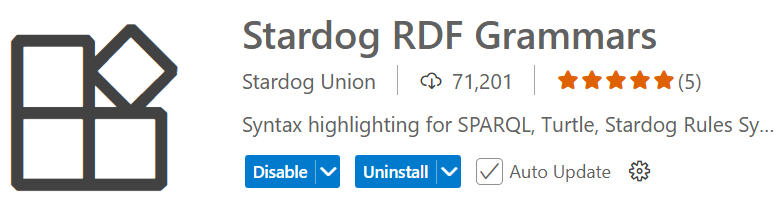 Stardog RDF Grammars
Stardog Union 71,201 (5)
Syntax highlighting for SPARQL, Turtle, Stardog Rules Sy...
Disable Uninstall Auto Update